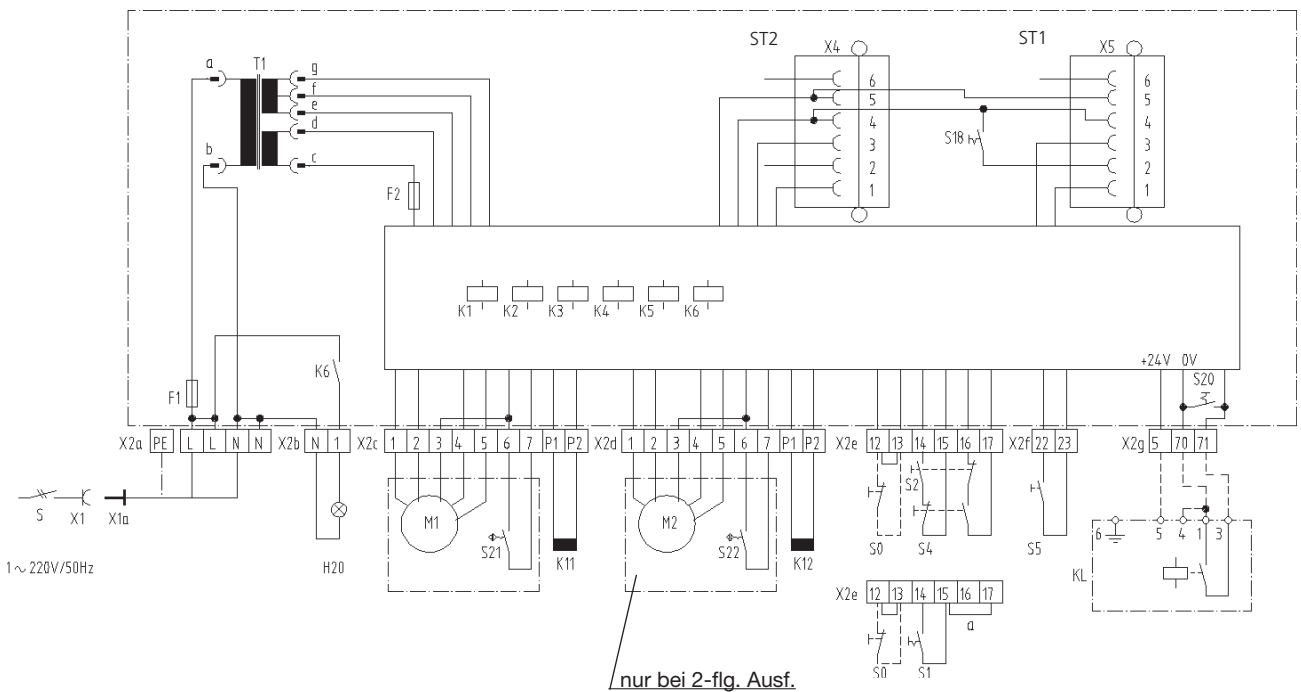 ST2
ST1
X4
X5
a
T1
g
f
e
d
b
c
F2
6
5
4
3
2
1
S18
6
5
4
3
2
1
K1 K2 K3 K4 K5 K6
+24V 0V
S20
K6
F1
X2a PE L L N N
X2b N 1
X2c 1 2 3 4 5 6 7 P1 P2
X2d 1 2 3 4 5 6 7 P1 P2
X2e 12 13 14 15 16 17
X2f 22 23
X2g 5 70 71
S X1 X1a
1 ~ 220V/50Hz
H20
M1
S21
K11
M2
S22
K12
S2
S0
S4
S5
6 5 4 1 3
KL
X2e 12 13 14 15 16 17
a
S0
S1
nur bei 2-flg. Ausf.